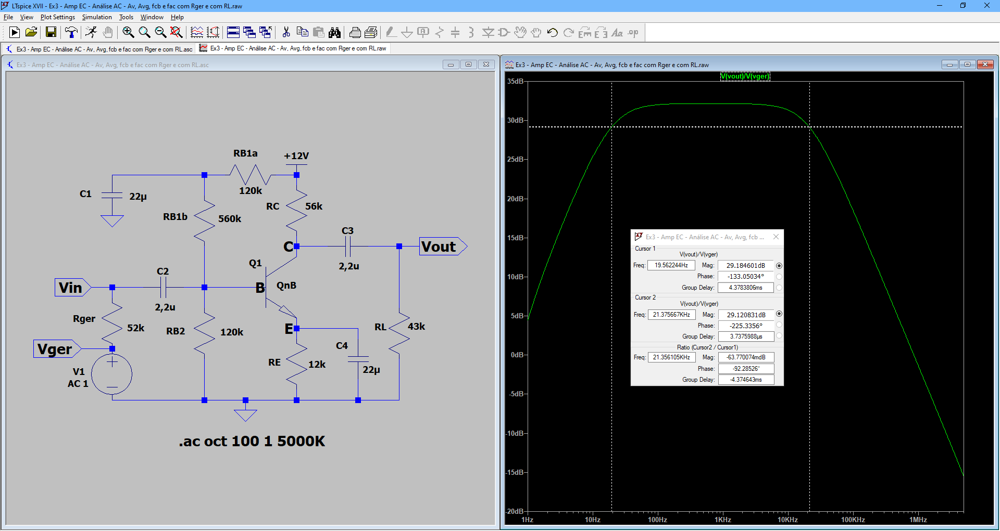 LTspice XVII - Ex3 - Amp EC - Análise AC - Av, Avg, fcb e fac com Rger e com RL.raw
File View Plot Settings Simulation Tools Window Help
Ex3 - Amp EC - Análise AC - Av, Avg, fcb e fac com Rger e com RL.asc
Ex3 - Amp EC - Análise AC - Av, Avg, fcb e fac com Rger e com RL.raw
Ex3 - Amp EC - Análise AC - Av, Avg, fcb e fac com Rger e com RL.asc
RB1a
+12V
120k
C1
22µ
RB1b
560k
RC
56k
C
C3
2,2u
Vout
Q1
QnB
B
Vin
C2
2,2u
Rger
52k
RB2
120k
E
C4
22µ
RL
43k
Vger
RE
12k
V1
AC 1
.ac oct 100 1 5000K
Ex3 - Amp EC - Análise AC - Av, Avg, fcb e fac com Rger e com RL.raw
V(vout)/V(vger)
35dB
30dB
25dB
20dB
15dB
10dB
5dB
0dB
-5dB
-10dB
-15dB
-20dB
1Hz 10Hz 100Hz 1KHz 10KHz 100KHz 1MHz
Ex3 - Amp EC - Análise AC - Av, Avg, fcb ...
Cursor 1
V(vout)/V(vger)
Freq: 19.562244Hz Mag: 29.184601dB
Phase: -133.05034°
Group Delay: 4.3783806ms
Cursor 2
V(vout)/V(vger)
Freq: 21.375667KHz Mag: 29.120831dB
Phase: -225.3356°
Group Delay: 3.7375988µs
Ratio (Cursor2 / Cursor1)
Freq: 21.356105KHz Mag: -63.770074mdB
Phase: -92.28526°
Group Delay: -4.374643ms